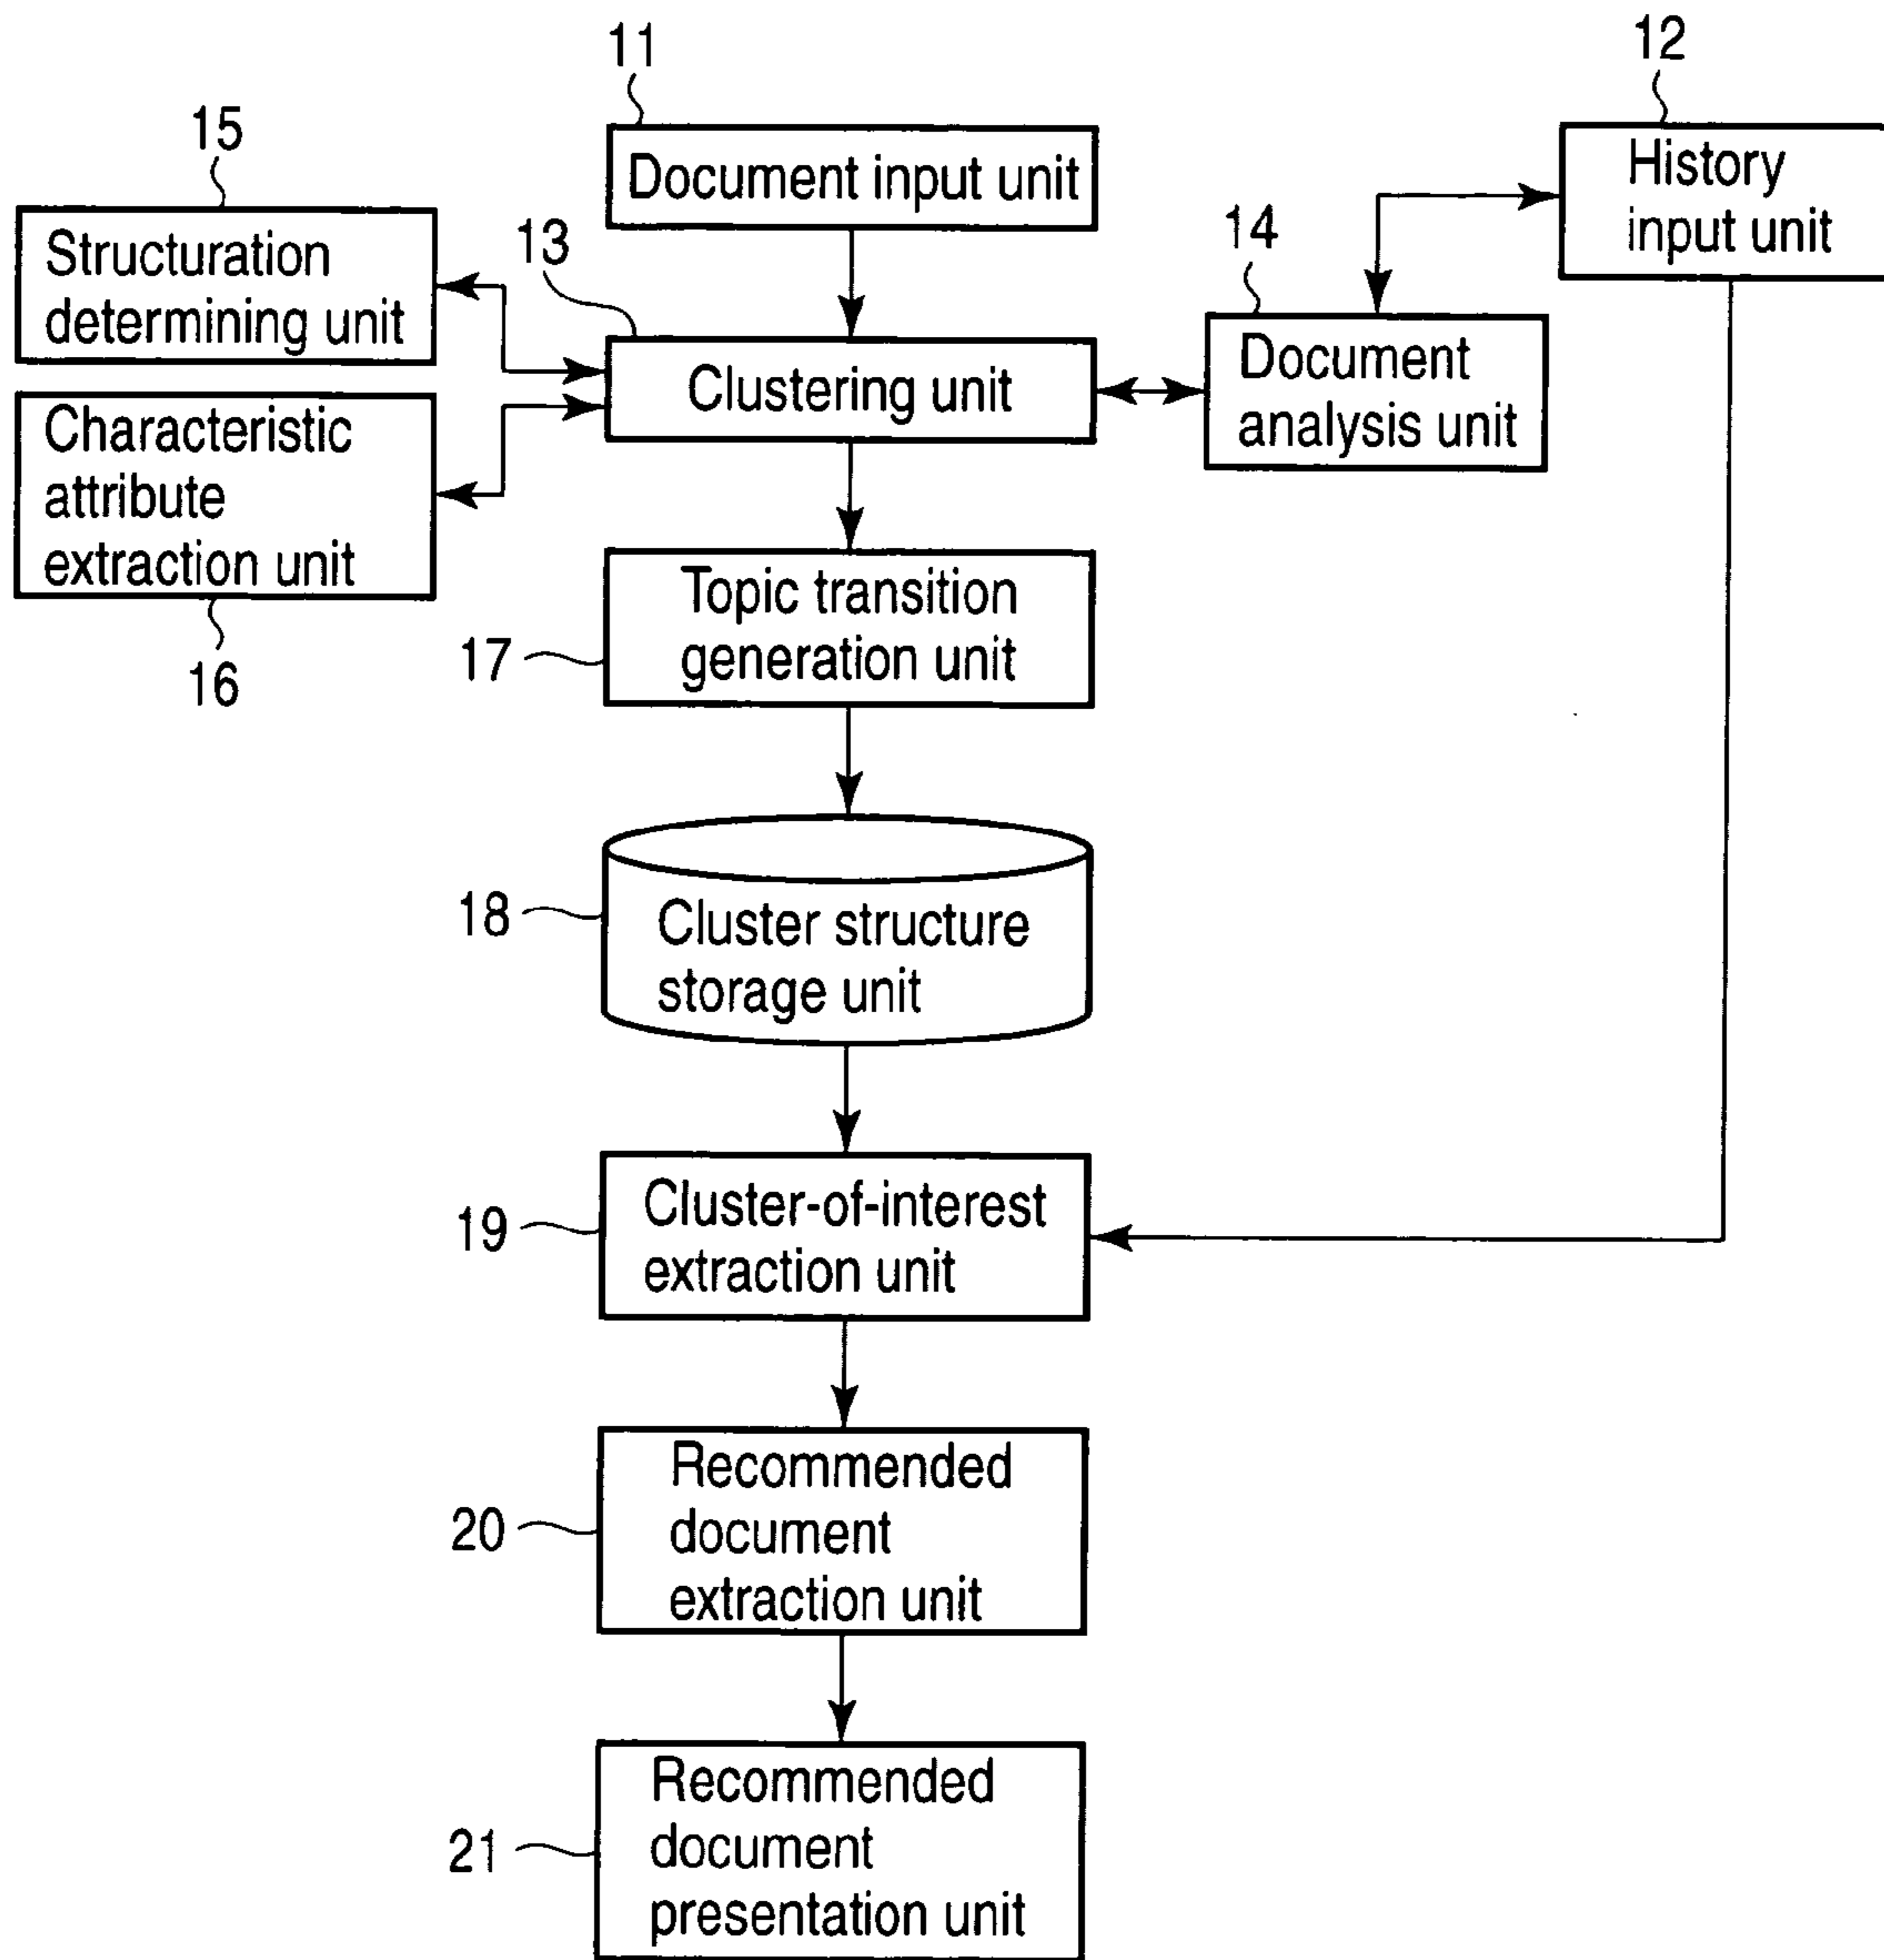 11
12
15
Document input unit
History
input unit
Structuration
determining unit
13
14
Clustering unit
Document
analysis unit
Characteristic
attribute
extraction unit
16
Topic transition
generation unit
17
18
Cluster structure
storage unit
19
Cluster-of-interest
extraction unit
20
Recommended
document
extraction unit
21
Recommended
document
presentation unit